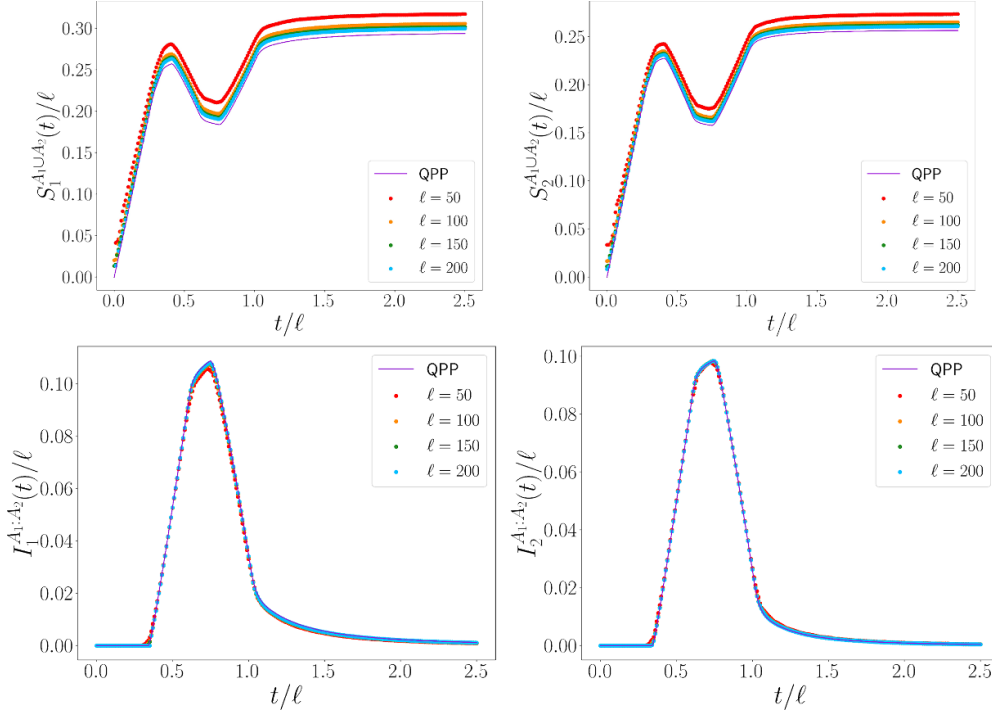 S_1^{A_1∪A_2}(t)/ℓ
0.30
0.25
0.20
0.15
0.10
0.05
0.00
QPP
ℓ = 50
ℓ = 100
ℓ = 150
ℓ = 200
0.0 0.5 1.0 1.5 2.0 2.5
t/ℓ
S_2^{A_1∪A_2}(t)/ℓ
0.25
0.20
0.15
0.10
0.05
0.00
QPP
ℓ = 50
ℓ = 100
ℓ = 150
ℓ = 200
0.0 0.5 1.0 1.5 2.0 2.5
t/ℓ
I_1^{A_1:A_2}(t)/ℓ
0.10
0.08
0.06
0.04
0.02
0.00
QPP
ℓ = 50
ℓ = 100
ℓ = 150
ℓ = 200
0.0 0.5 1.0 1.5 2.0 2.5
t/ℓ
I_2^{A_1:A_2}(t)/ℓ
0.10
0.08
0.06
0.04
0.02
0.00
QPP
ℓ = 50
ℓ = 100
ℓ = 150
ℓ = 200
0.0 0.5 1.0 1.5 2.0 2.5
t/ℓ